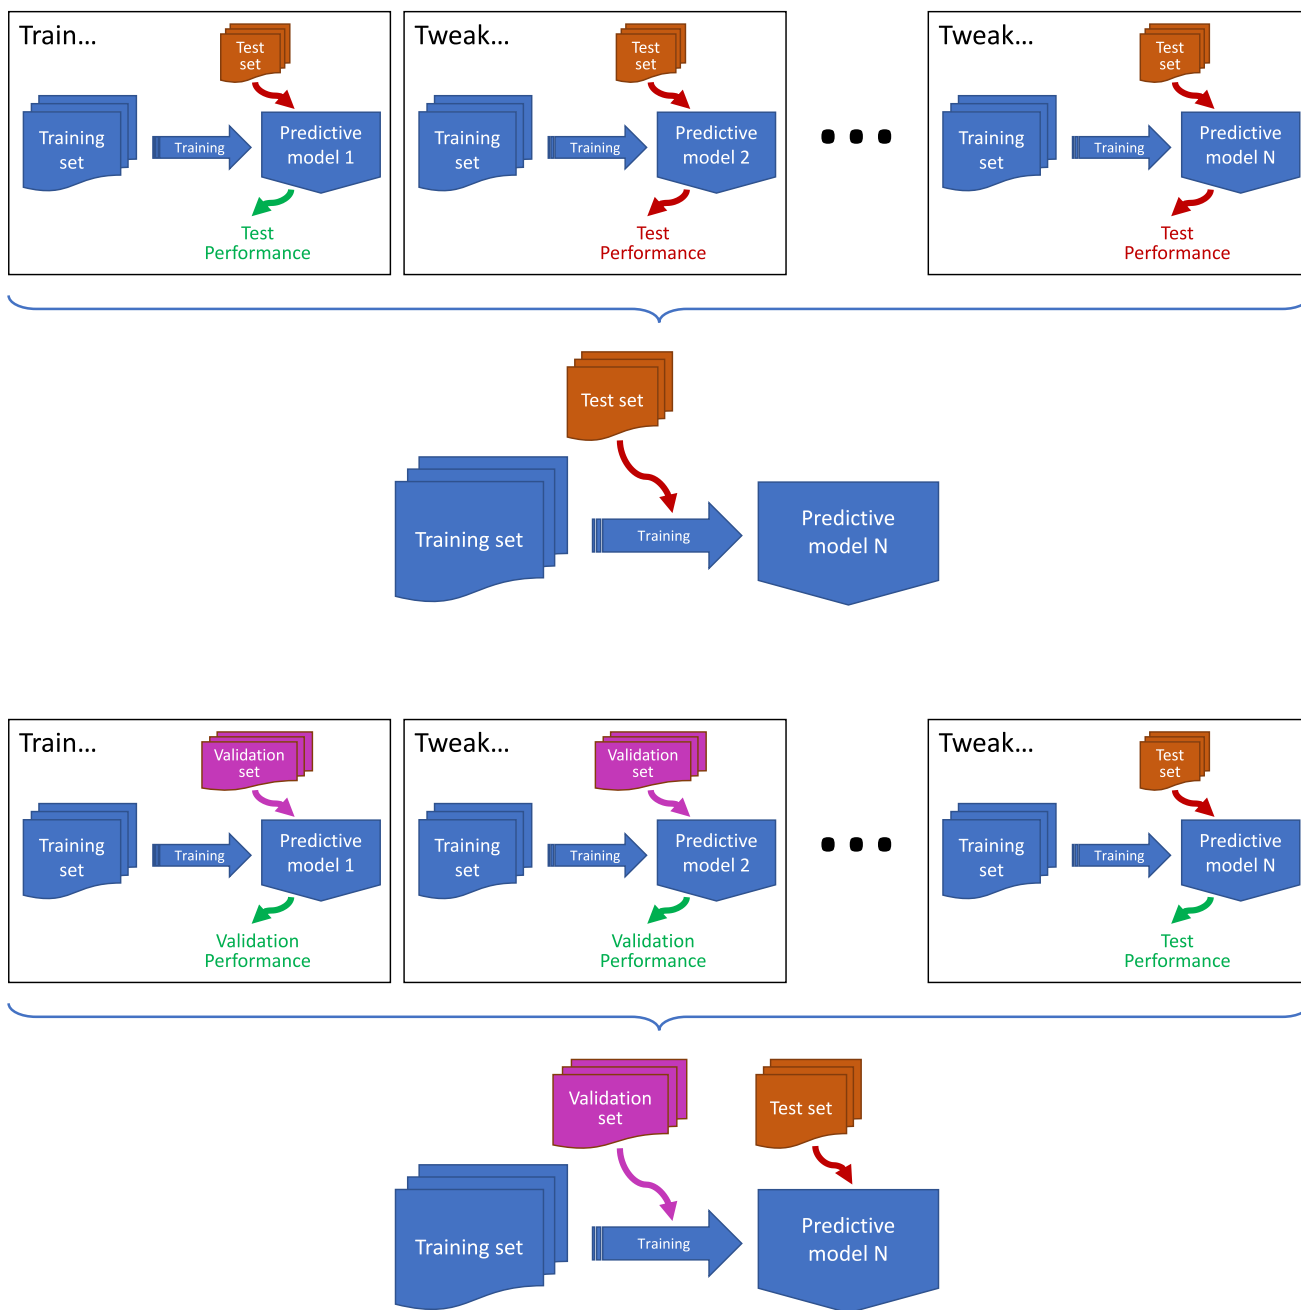 Train...
Test
set
Training
set
Training
Predictive
model 1
Test
Performance
Tweak...
Test
set
Training
set
Training
Predictive
model 2
Test
Performance
Tweak...
Test
set
Training
set
Training
Predictive
model N
Test
Performance
Test set
Training set
Training
Predictive
model N
Train...
Validation
set
Training
set
Training
Predictive
model 1
Validation
Performance
Tweak...
Validation
set
Training
set
Training
Predictive
model 2
Validation
Performance
Tweak...
Test
set
Training
set
Training
Predictive
model N
Test
Performance
Validation
set
Test set
Training set
Training
Predictive
model N